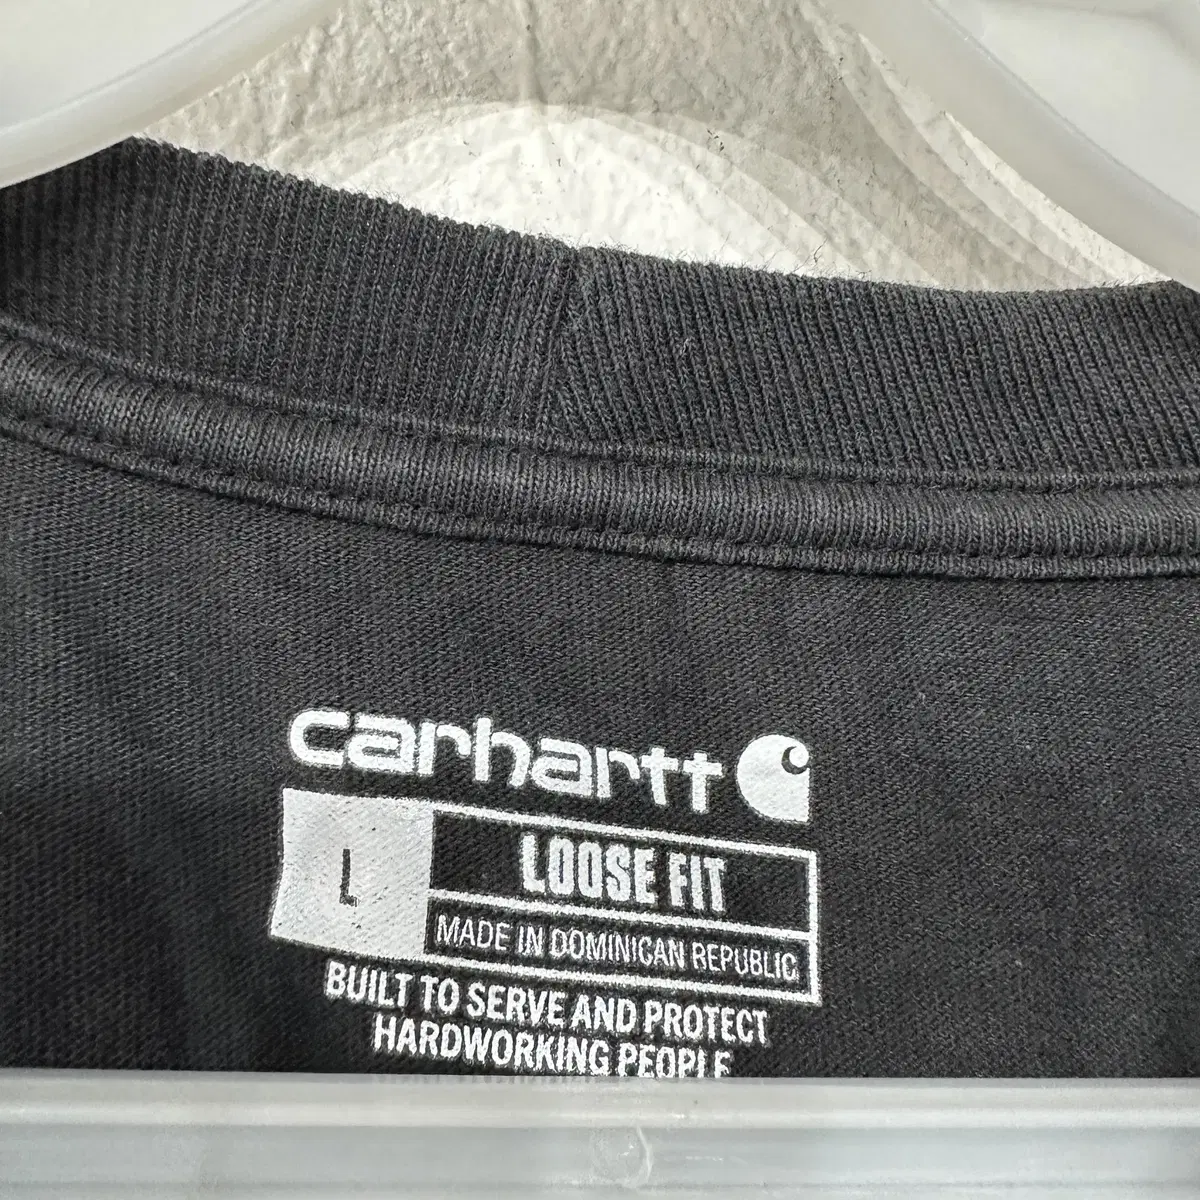 carhartt
L
LOOSE FIT
MADE IN DOMINICAN REPUBLIC
BUILT TO SERVE AND PROTECT
HARDWORKING PEOPLE